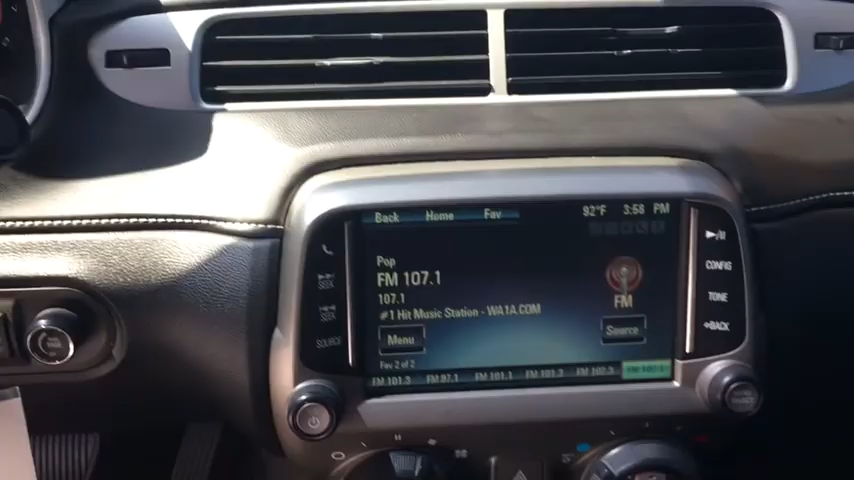 Back Home Fav 92°F 3:58 PM
Pop
FM 107.1
107.1
#1 Hit Music Station - WA1A.COM
FM
Menu
Source
Fav 2 of 2
FM 101.3 FM 97.1 FM 101.1 FM 101.3 FM 102.3 FM 107.1
SEEK
SEEK
SOURCE
CONFIG
TONE
BACK